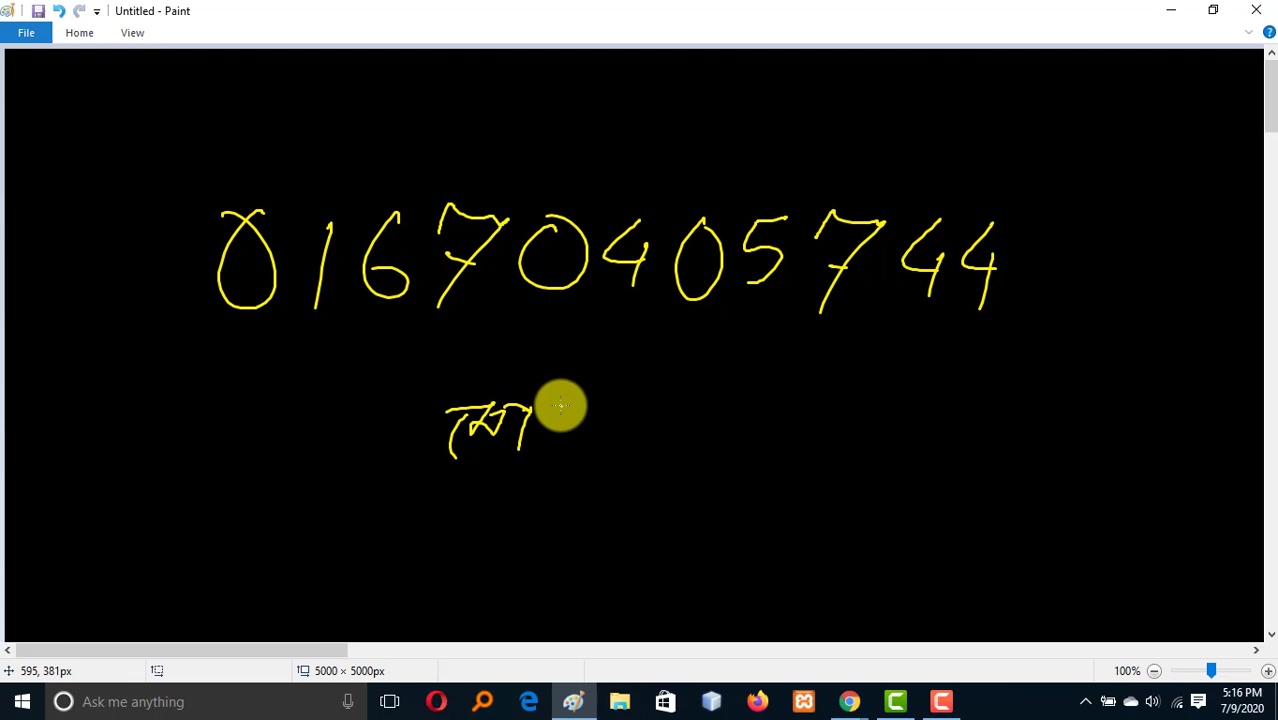 Untitled - Paint
File Home View
01670405744
595, 381px 5000 × 5000px 100%
Ask me anything 5:16 PM
7/9/2020